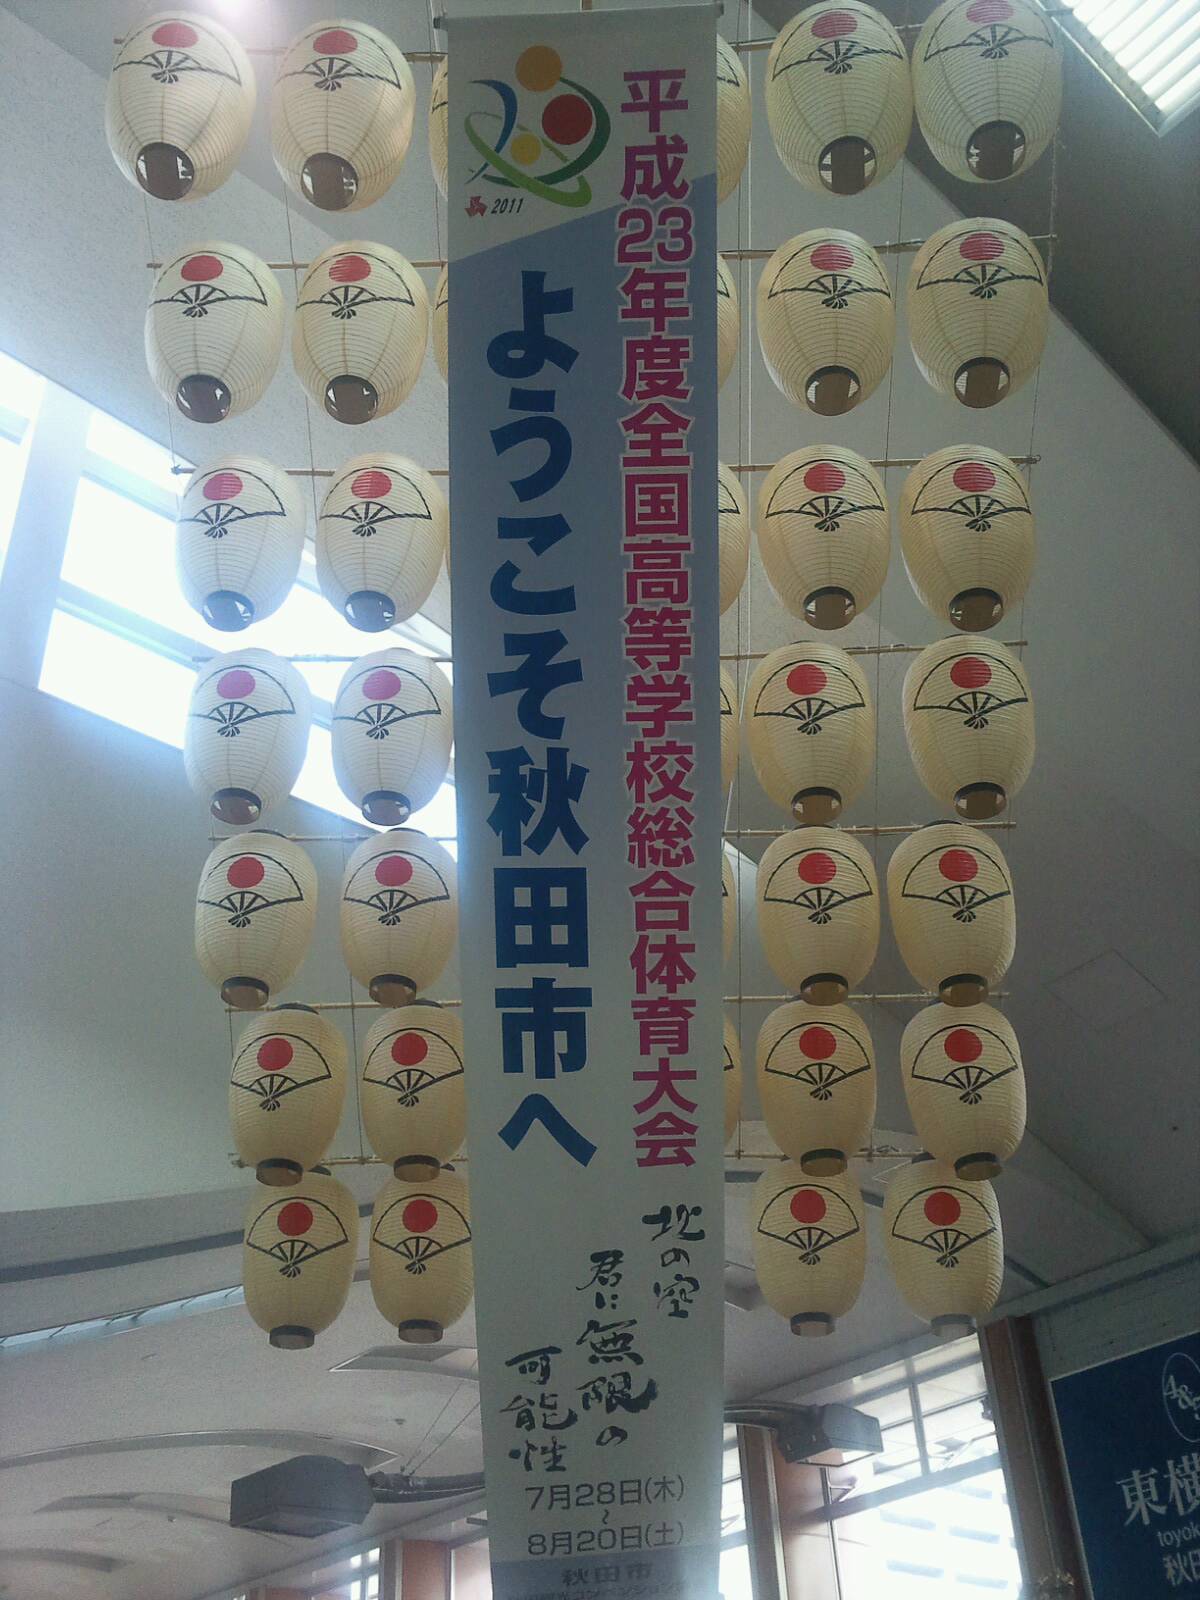 2011
平成23年度全国高等学校総合体育大会
ようこそ秋田市へ
北の空
君に無限の
可能性
7月28日(木)
~
8月20日(土)
秋田市
東横
toyok
秋田